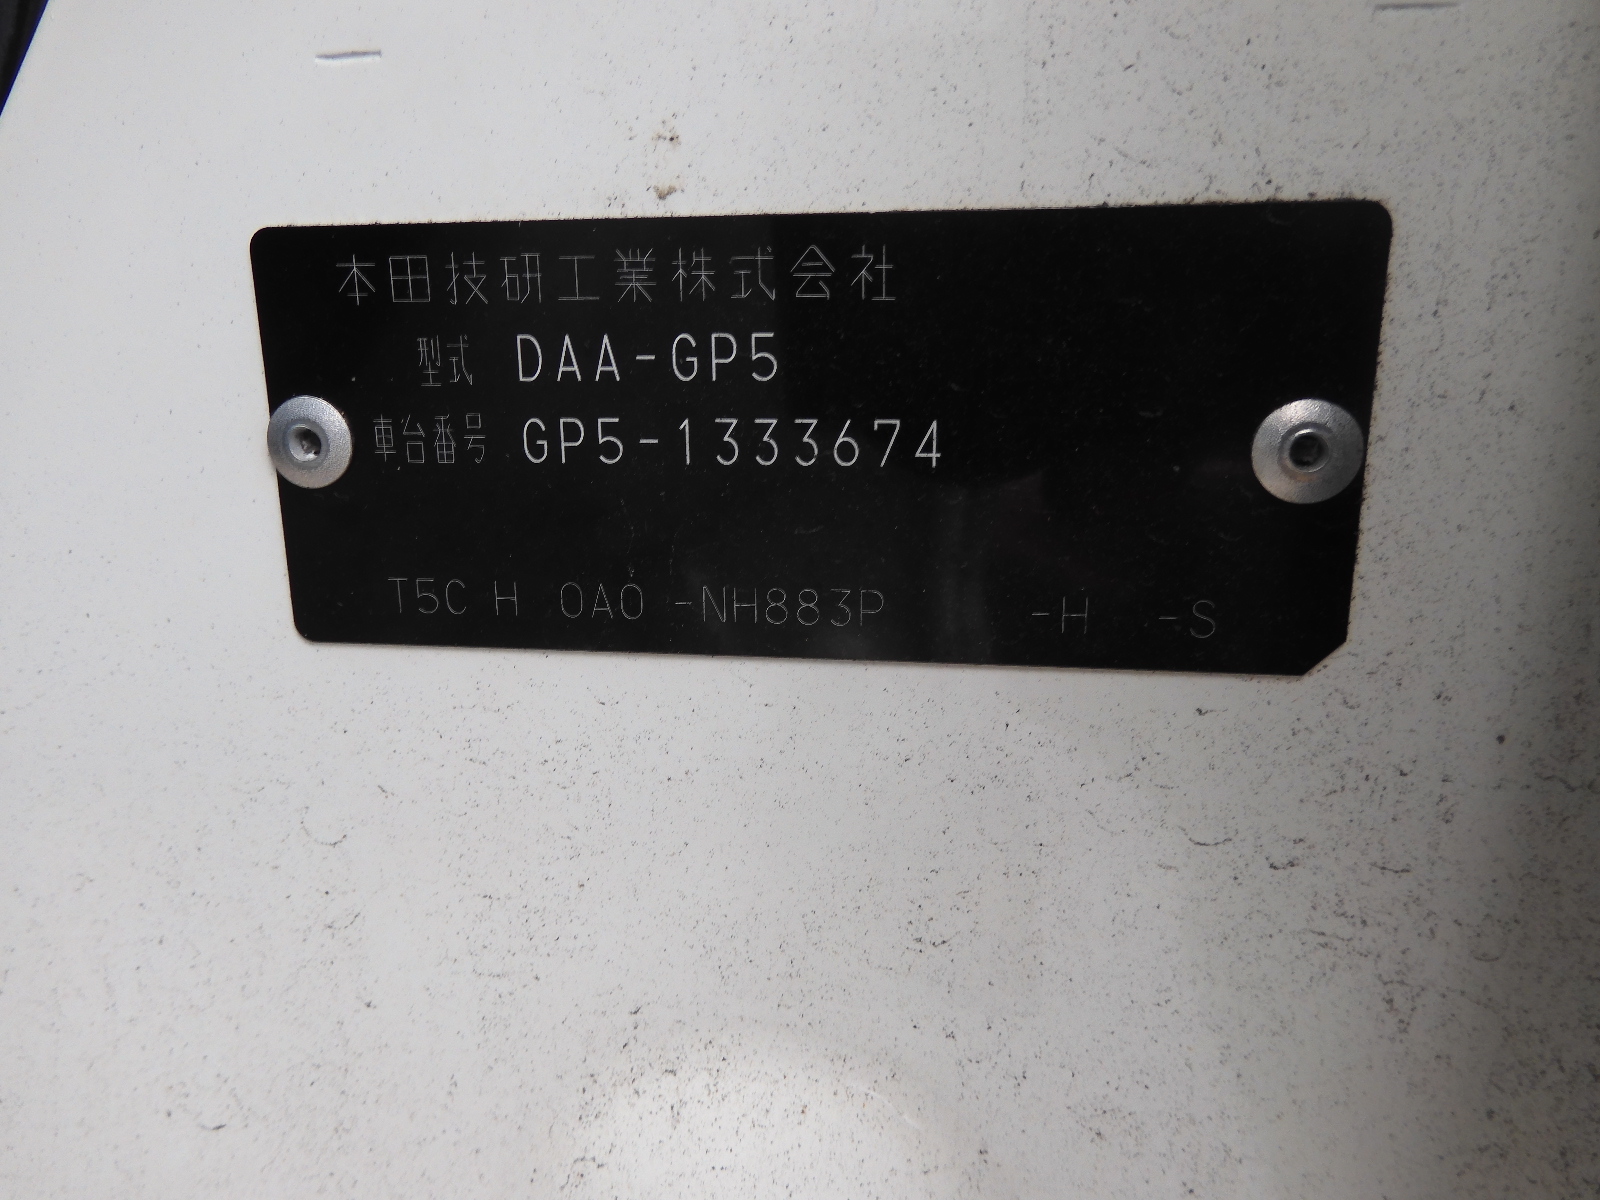 本田技研工業株式会社
型式 DAA-GP5
車台番号 GP5-1333674
T5C H 0A0 -NH883P -H -S